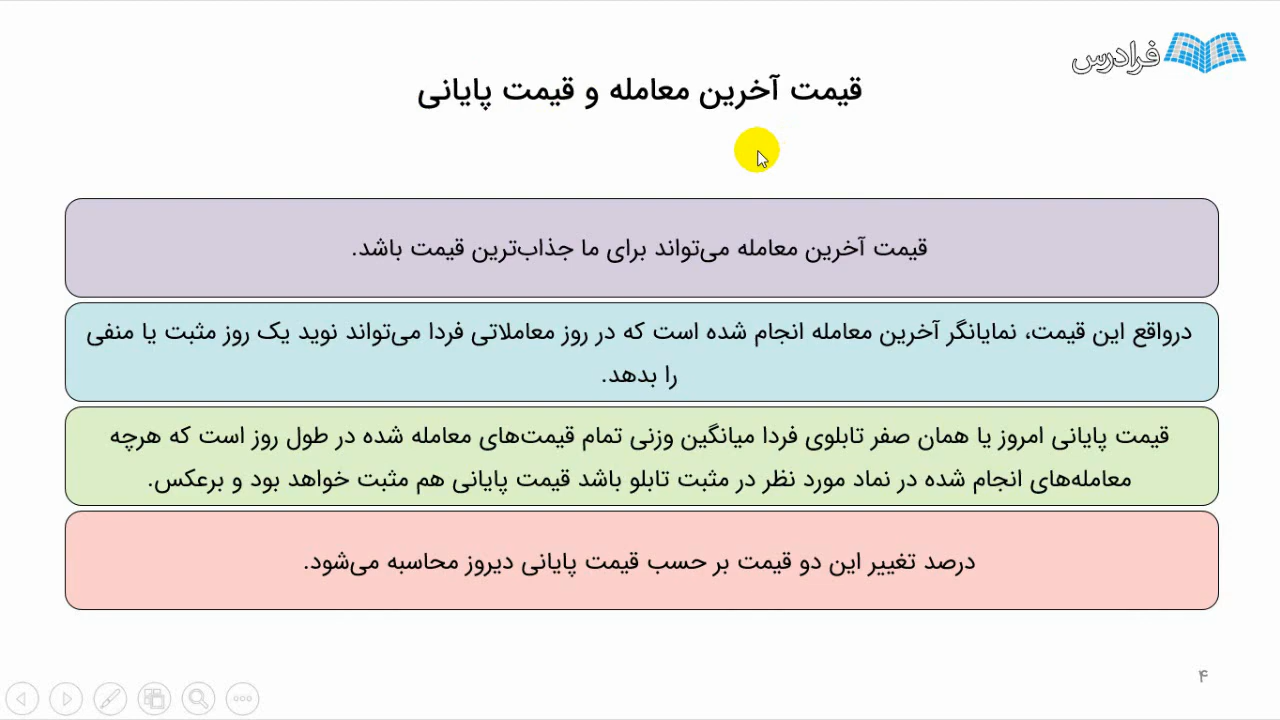 فرادرس
قیمت آخرین معامله و قیمت پایانی
قیمت آخرین معامله می‌تواند برای ما جذاب‌ترین قیمت باشد.
درواقع این قیمت، نمایانگر آخرین معامله انجام شده است که در روز معاملاتی فردا می‌تواند نوید یک روز مثبت یا منفی
را بدهد.
قیمت پایانی امروز یا همان صفر تابلوی فردا میانگین وزنی تمام قیمت‌های معامله شده در طول روز است که هرچه
معامله‌های انجام شده در نماد مورد نظر در مثبت تابلو باشد قیمت پایانی هم مثبت خواهد بود و برعکس.
درصد تغییر این دو قیمت بر حسب قیمت پایانی دیروز محاسبه می‌شود.
۴